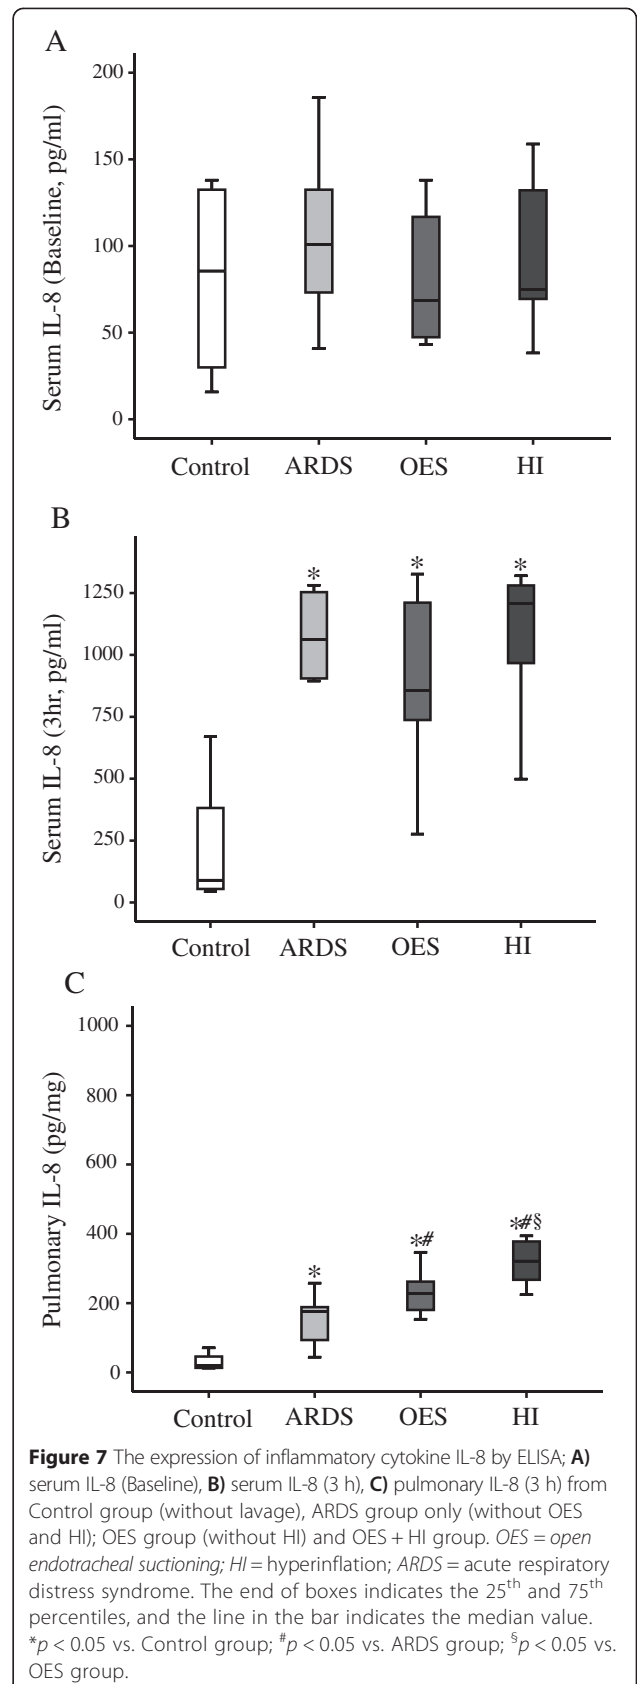 A
Serum IL-8 (Baseline, pg/ml)
200
150
100
50
0
Control ARDS OES HI
B
Serum IL-8 (3hr, pg/ml)
* * *
1250
1000
750
500
250
0
Control ARDS OES HI
C
Pulmonary IL-8 (pg/mg)
1000
800
600
400
200
0
* *# *#§
Control ARDS OES HI
Figure 7 The expression of inflammatory cytokine IL-8 by ELISA; A)
serum IL-8 (Baseline), B) serum IL-8 (3 h), C) pulmonary IL-8 (3 h) from
Control group (without lavage), ARDS group only (without OES
and HI); OES group (without HI) and OES + HI group. OES = open
endotracheal suctioning; HI = hyperinflation; ARDS = acute respiratory
distress syndrome. The end of boxes indicates the 25th and 75th
percentiles, and the line in the bar indicates the median value.
*p < 0.05 vs. Control group; #p < 0.05 vs. ARDS group; §p < 0.05 vs.
OES group.